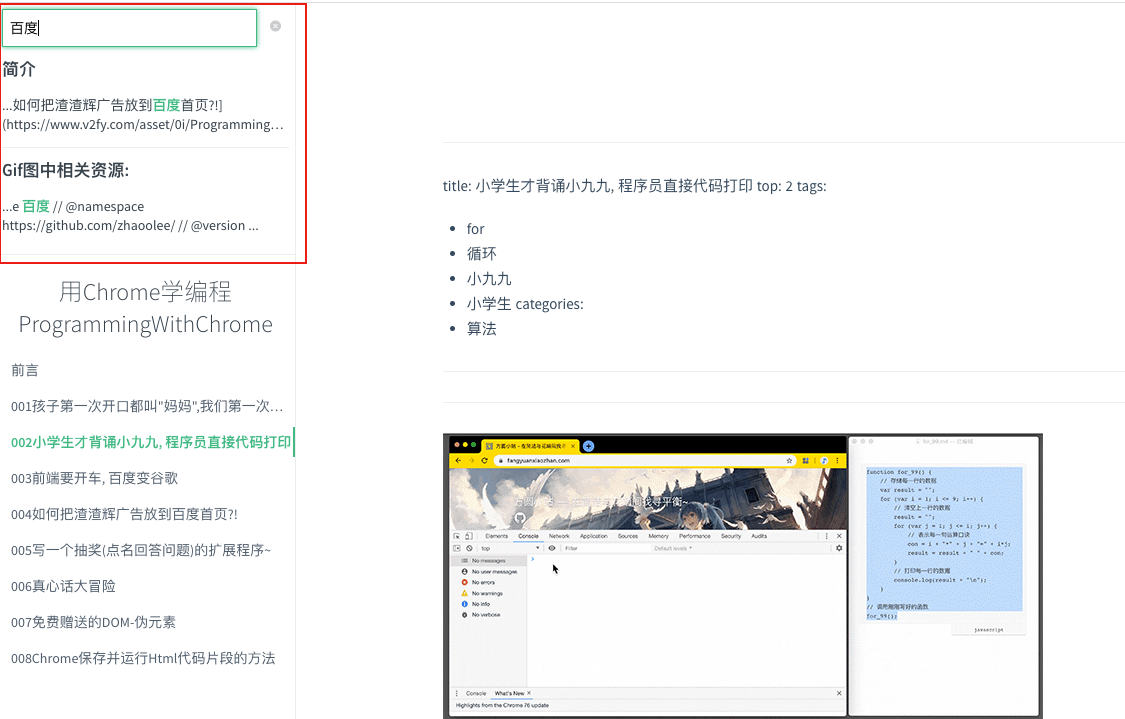 百度
简介
...如何把渣渣辉广告放到百度首页?!]
(https://www.v2fy.com/asset/0i/Programming...
Gif图中相关资源:
...e 百度 // @namespace
https://github.com/zhaoolee/ // @version ...
用Chrome学编程
ProgrammingWithChrome
前言
001孩子第一次开口都叫"妈妈",我们第一次...
002小学生才背诵小九九, 程序员直接代码打印
003前端要开车, 百度变谷歌
004如何把渣渣辉广告放到百度首页?!
005写一个抽奖(点名回答问题)的扩展程序~
006真心话大冒险
007免费赠送的DOM-伪元素
008Chrome保存并运行Html代码片段的方法
title: 小学生才背诵小九九, 程序员直接代码打印 top: 2 tags:
for
循环
小九九
小学生 categories:
算法
fangyuanxiaozhan.com
Elements Console Network Application Sources Memory Performance Security Audits
top Filter Default levels
No messages
No user messages
No errors
No warnings
No info
No verbose
Console What's New
Highlights from the Chrome 76 update
function for_99() {
// 存储每一行的数据
var result = "";
for (var i = 1; i <= 9; i++) {
// 清空上一行的数据
result = "";
for (var j = 1; j <= i; j++) {
// 表示每一句运算口诀
con = i + "*" + j + "=" + i*j;
result = result + " " + con;
}
// 打印每一行的数据
console.log(result + "\n");
}
}
// 调用刚刚写好的函数
for_99();
javascript